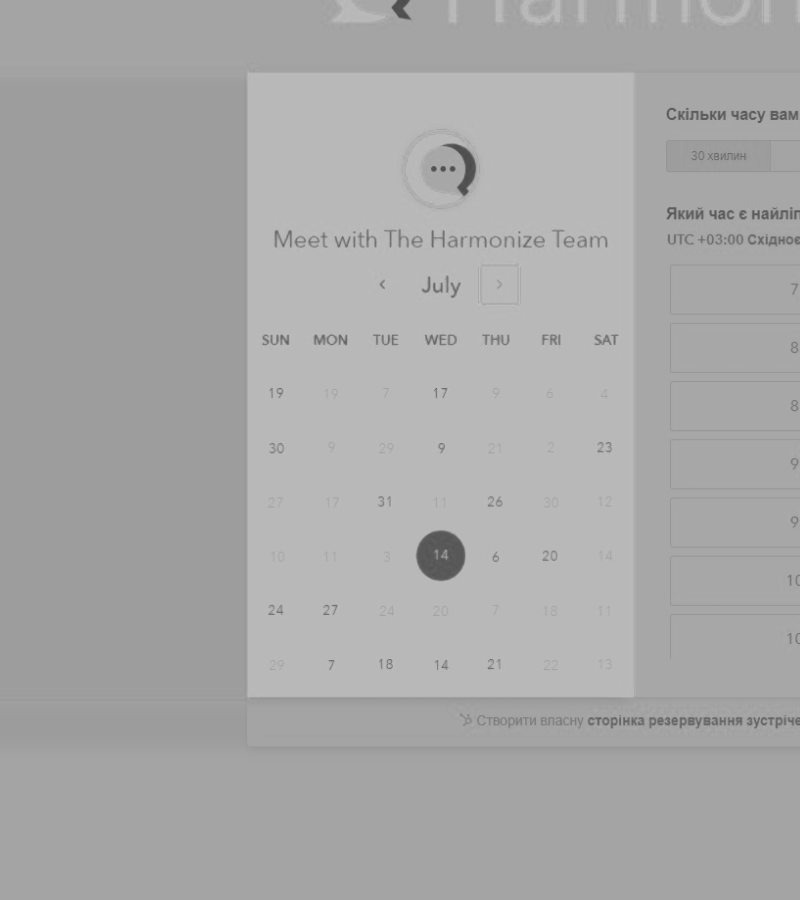 Harmon
Meet with The Harmonize Team
July
SUN MON TUE WED THU FRI SAT
19 19 7 17 9 6 4
30 9 29 9 21 2 23
27 17 31 11 26 30 12
10 11 3 14 6 20 14
24 27 24 20 7 18 11
29 7 18 14 21 22 13
Скільки часу вам
30 хвилин
Який час є найліп
UTC +03:00 Східноє
7
8
8
9
9
10
10
Створити власну сторінка резервування зустріче